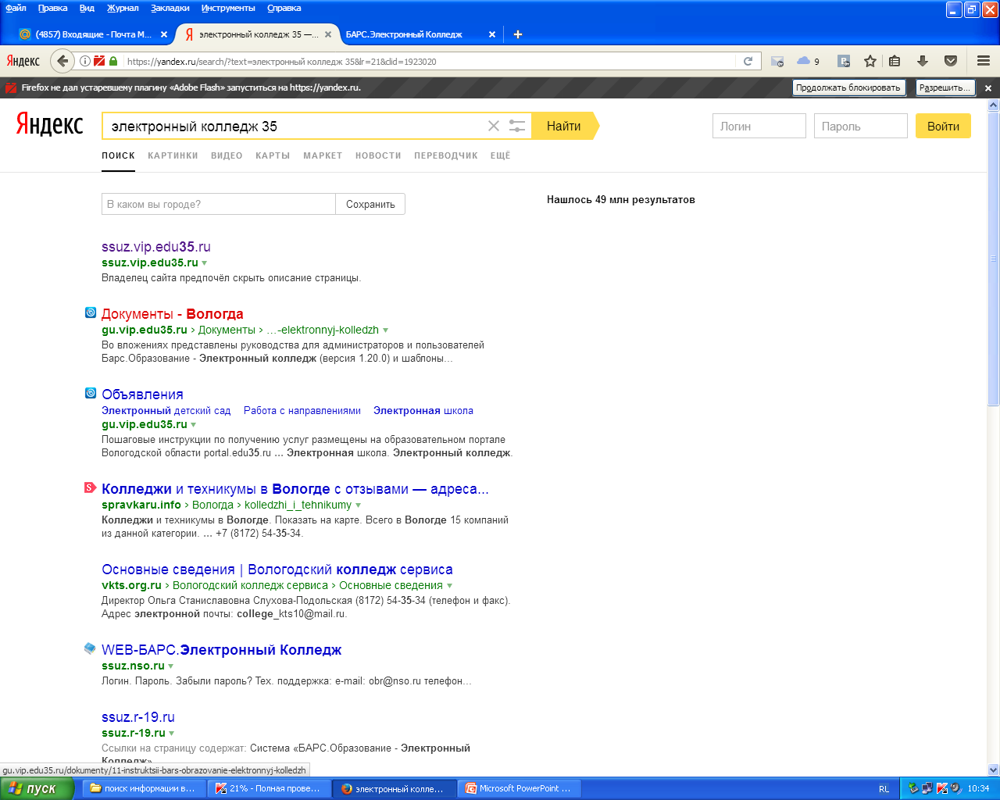 Файл Правка Вид Журнал Закладки Инструменты Справка
(4857) Входящие - Почта М...
электронный колледж 35 —...
БАРС.Электронный Колледж
Яндекс
https://yandex.ru/search/?text=электронный колледж 35&lr=21&clid=1923020
9
Firefox не дал устаревшему плагину «Adobe Flash» запуститься на https://yandex.ru.
Продолжать блокировать
Разрешить...
Яндекс
электронный колледж 35
Найти
Логин
Пароль
Войти
ПОИСК КАРТИНКИ ВИДЕО КАРТЫ МАРКЕТ НОВОСТИ ПЕРЕВОДЧИК ЕЩЁ
В каком вы городе?
Сохранить
Нашлось 49 млн результатов
ssuz.vip.edu35.ru
ssuz.vip.edu35.ru
Владелец сайта предпочёл скрыть описание страницы.
Документы - Вологда
gu.vip.edu35.ru › Документы › …-elektronnyj-kolledzh
Во вложениях представлены руководства для администраторов и пользователей
Барс.Образование - Электронный колледж (версия 1.20.0) и шаблоны...
Объявления
Электронный детский сад Работа с направлениями Электронная школа
gu.vip.edu35.ru
Пошаговые инструкции по получению услуг размещены на образовательном портале
Вологодской области portal.edu35.ru ... Электронная школа. Электронный колледж.
S
Колледжи и техникумы в Вологде с отзывами — адреса...
spravkaru.info › Вологда › kolledzhi_i_tehnikumy
Колледжи и техникумы в Вологде. Показать на карте. Всего в Вологде 15 компаний
из данной категории. ... +7 (8172) 54-35-34.
Основные сведения | Вологодский колледж сервиса
vkts.org.ru › Вологодский колледж сервиса › Основные сведения
Директор Ольга Станиславовна Слухова-Подольская (8172) 54-35-34 (телефон и факс).
Адрес электронной почты: college_kts10@mail.ru.
WEB-БАРС.Электронный Колледж
ssuz.nso.ru
Логин. Пароль. Забыли пароль? Тех. поддержка: e-mail: obr@nso.ru телефон...
ssuz.r-19.ru
ssuz.r-19.ru
Ссылки на страницу содержат: Система «БАРС.Образование - Электронный
Колледж»
gu.vip.edu35.ru/dokumenty/11-instruktsii-bars-obrazovanie-elektronnyj-kolledzh
пуск
поиск информации в...
21% - Полная прове...
электронный колле...
Microsoft PowerPoint ...
RL
10:34